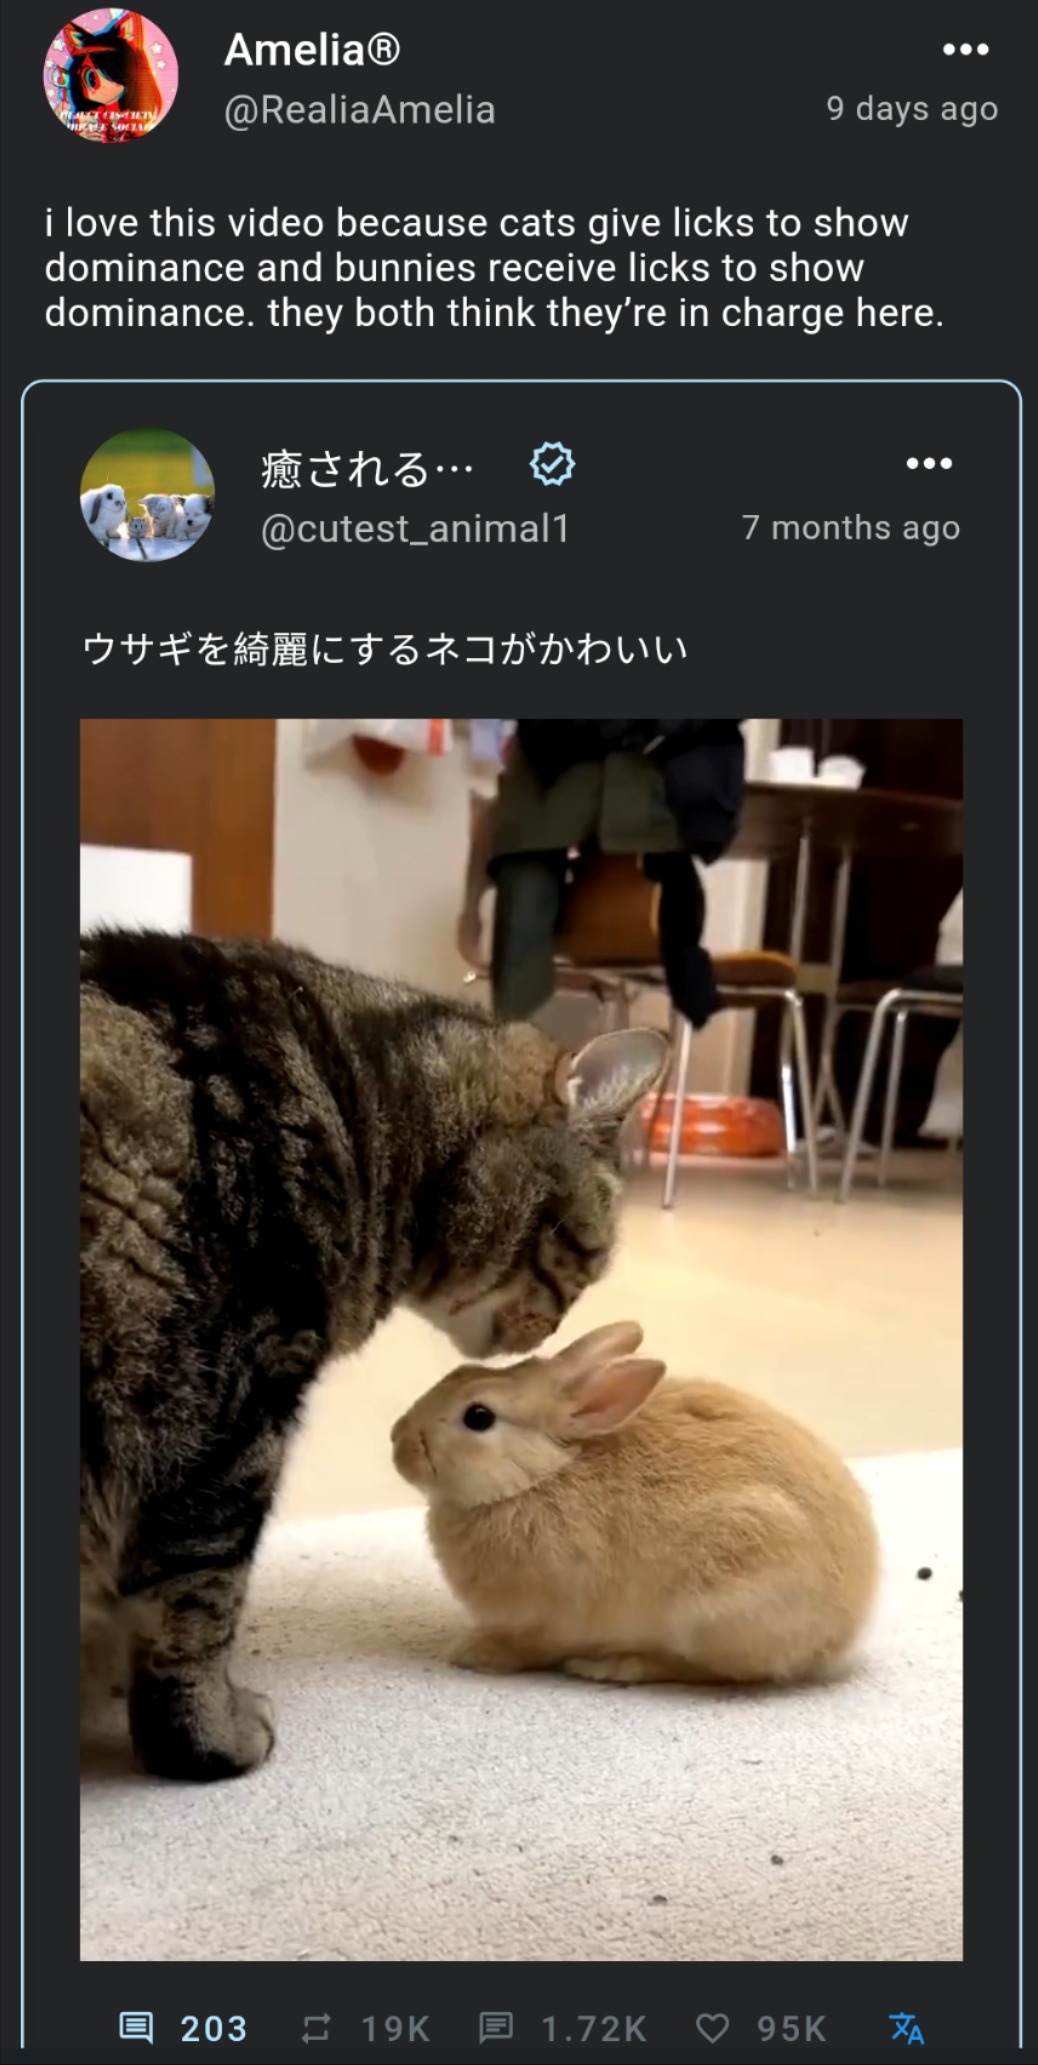 Amelia®
@RealiaAmelia
9 days ago
i love this video because cats give licks to show
dominance and bunnies receive licks to show
dominance. they both think they’re in charge here.
癒される…
@cutest_animal1
7 months ago
ウサギを綺麗にするネコがかわいい
203 19K 1.72K 95K